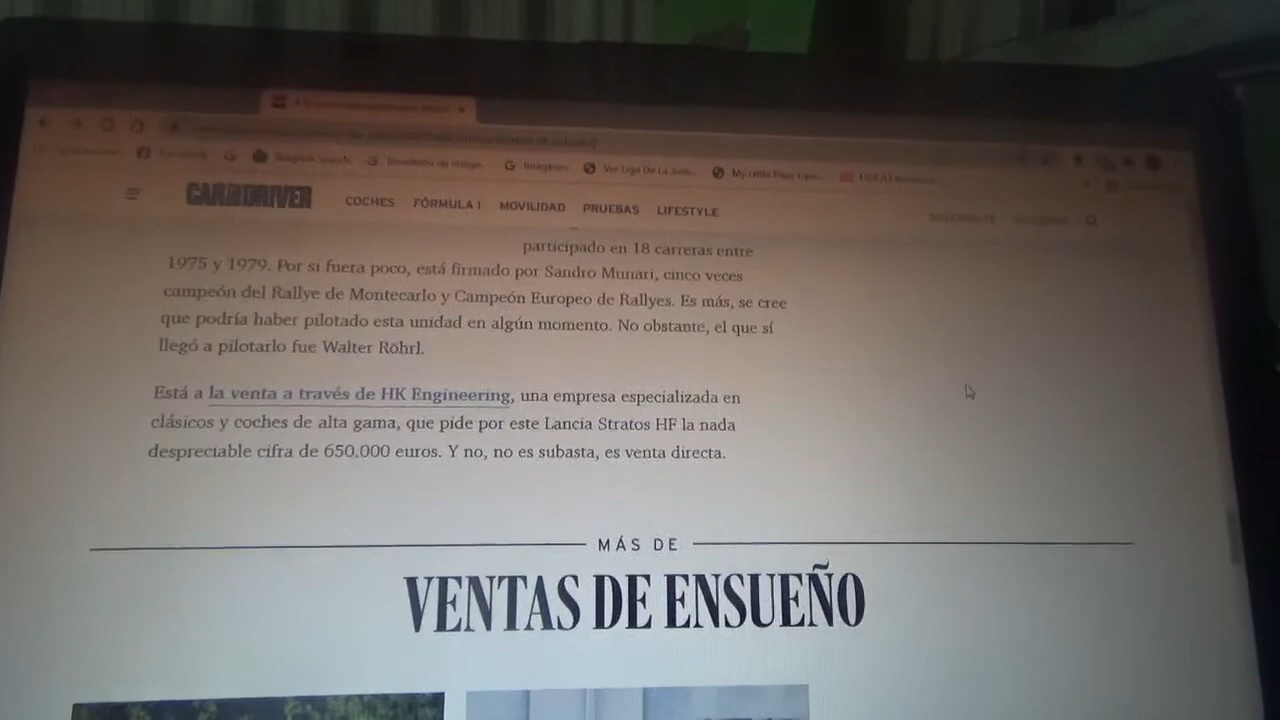 Imágenes
CAR AND DRIVER COCHES FÓRMULA 1 MOVILIDAD PRUEBAS LIFESTYLE
participado en 18 carreras entre
1975 y 1979. Por si fuera poco, está firmado por Sandro Munari, cinco veces
campeón del Rallye de Montecarlo y Campeón Europeo de Rallyes. Es más, se cree
que podría haber pilotado esta unidad en algún momento. No obstante, el que sí
llegó a pilotarlo fue Walter Röhrl.
Está a la venta a través de HK Engineering, una empresa especializada en
clásicos y coches de alta gama, que pide por este Lancia Stratos HF la nada
despreciable cifra de 650.000 euros. Y no, no es subasta, es venta directa.
MÁS DE
VENTAS DE ENSUEÑO